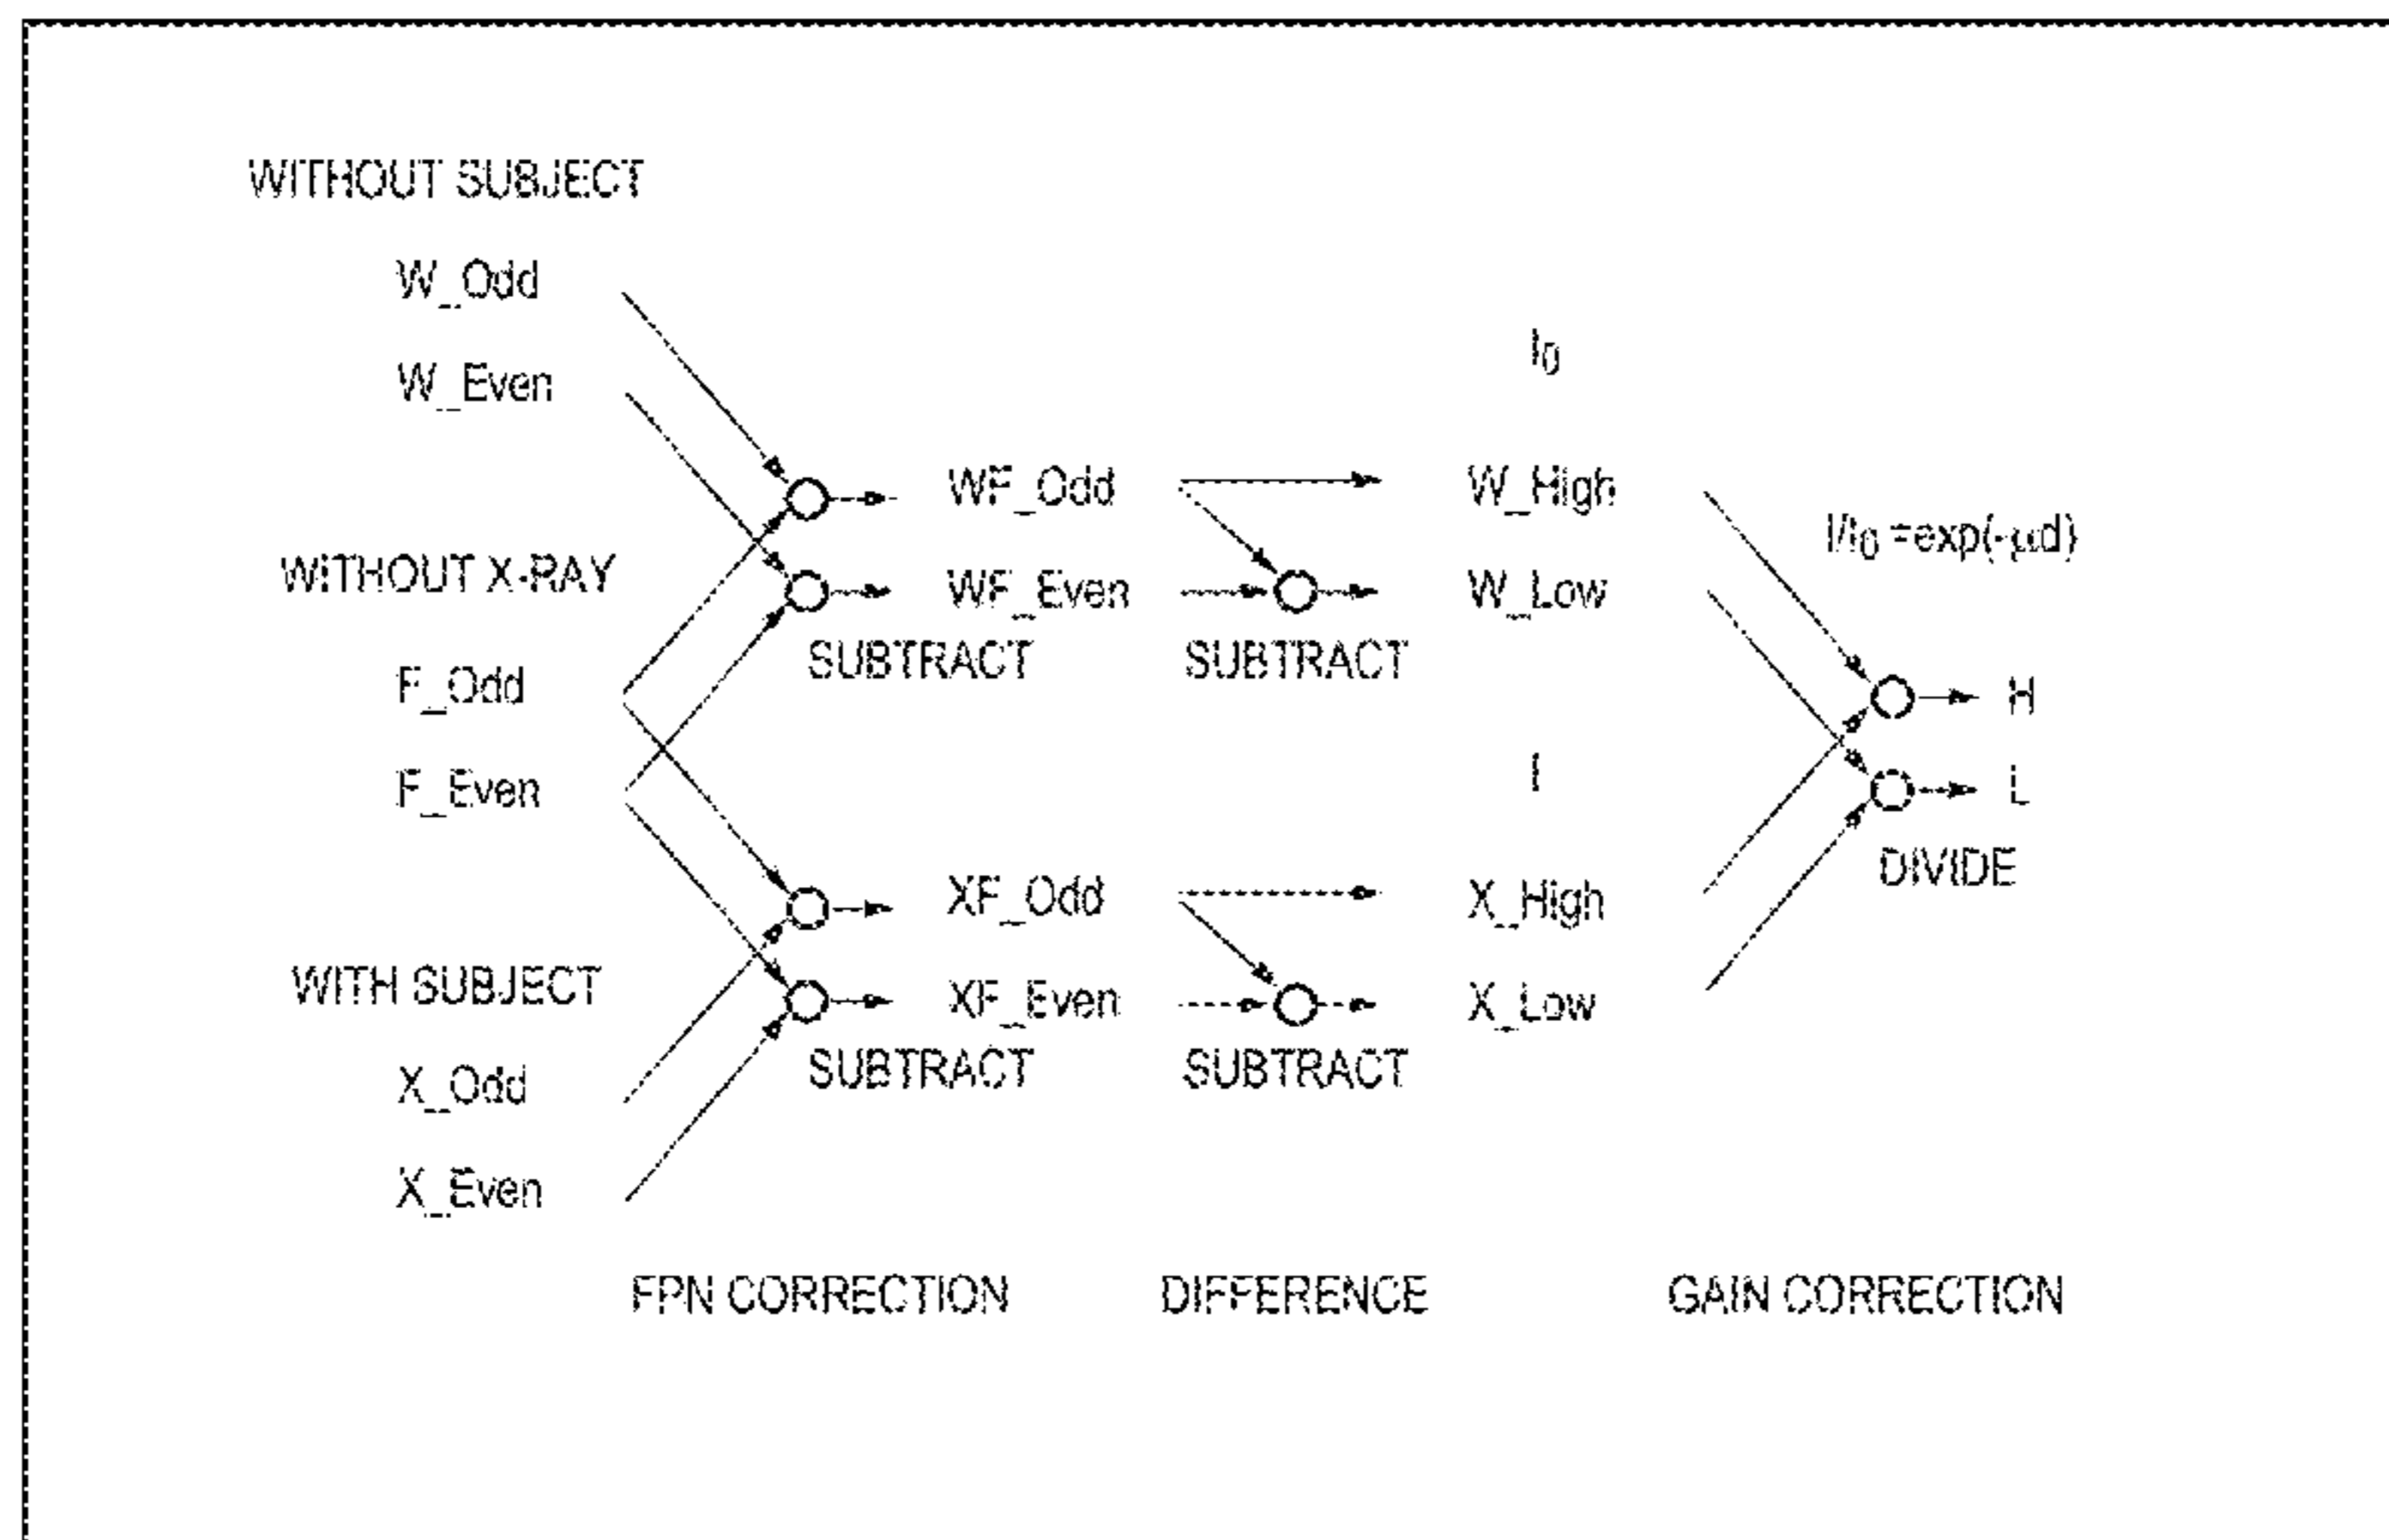 WITHOUT SUBJECT
W_Odd
W_Even
WITHOUT X-RAY
F_Odd
F_Even
WITH SUBJECT
X_Odd
X_Even
WF_Odd
WF_Even
SUBTRACT
XF_Odd
XF_Even
SUBTRACT
SUBTRACT
SUBTRACT
I0
W_High
W_Low
I
X_High
X_Low
I/I0 =exp(-μd)
H
L
DIVIDE
FPN CORRECTION
DIFFERENCE
GAIN CORRECTION